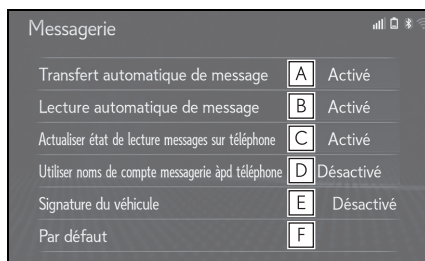 Messagerie
Transfert automatique de message A Activé
Lecture automatique de message B Activé
Actualiser état de lecture messages sur téléphone C Activé
Utiliser noms de compte messagerie àpd téléphone D Désactivé
Signature du véhicule E Désactivé
Par défaut F